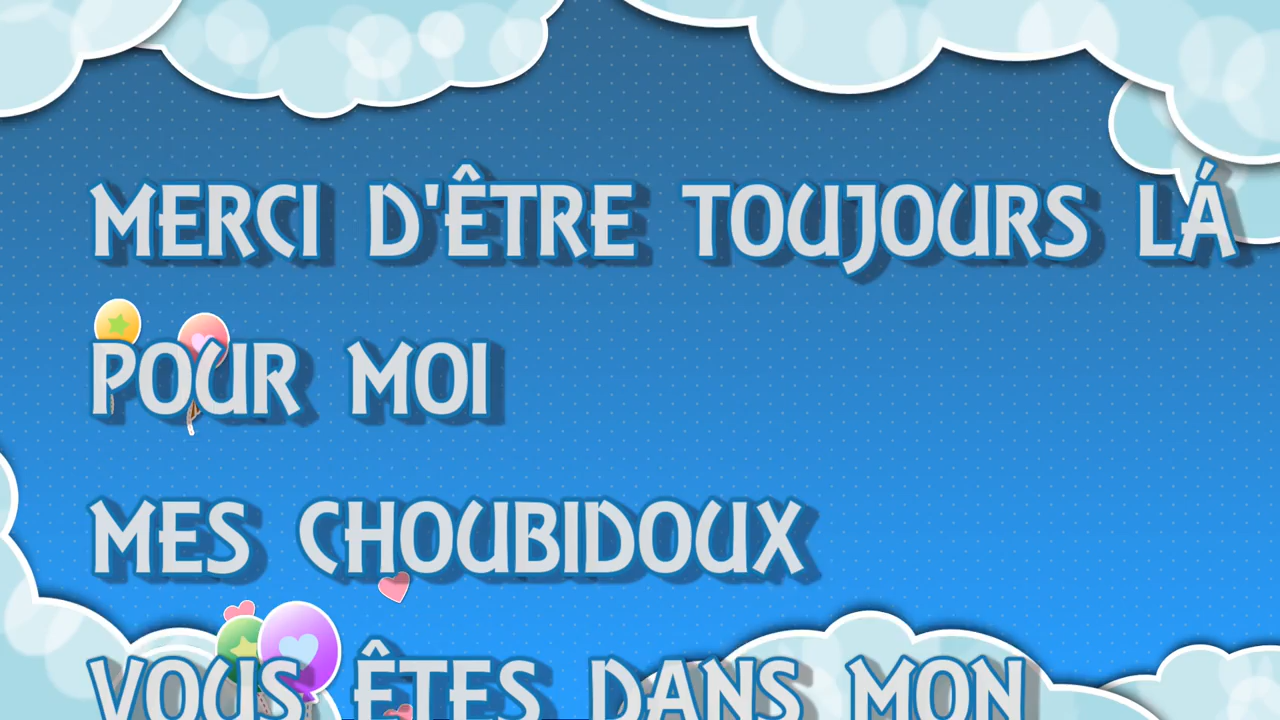 MERCI D'ÊTRE TOUJOURS LÁ
POUR MOI
MES CHOUBIDOUX
VOUS ÊTES DANS MON